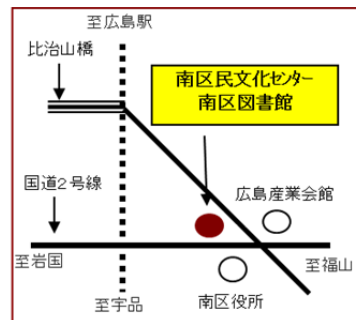 至広島駅
比治山橋
南区民文化センター
南区図書館
国道2号線
広島産業会館
至岩国
至福山
至宇品
南区役所